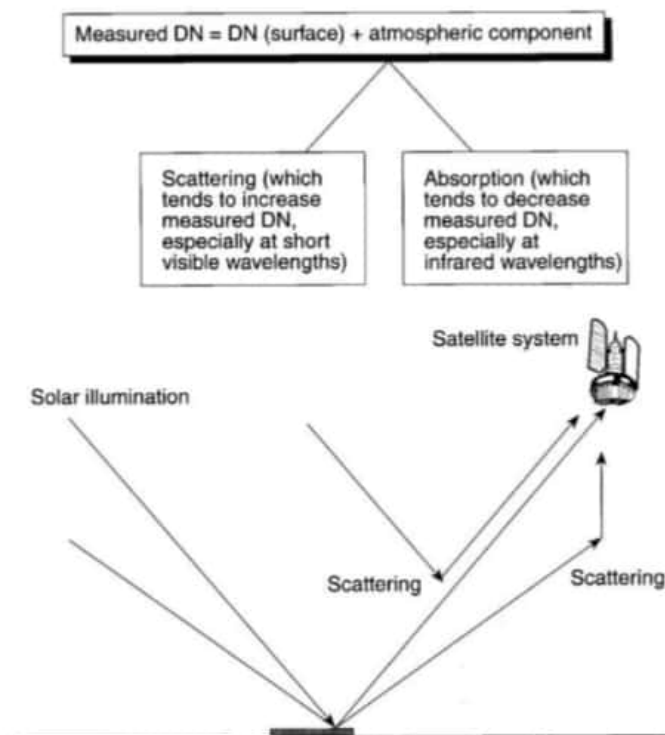 Measured DN = DN (surface) + atmospheric component
Scattering (which
tends to increase
measured DN,
especially at short
visible wavelengths)
Absorption (which
tends to decrease
measured DN,
especially at
infrared wavelengths)
Satellite system
Solar illumination
Scattering
Scattering